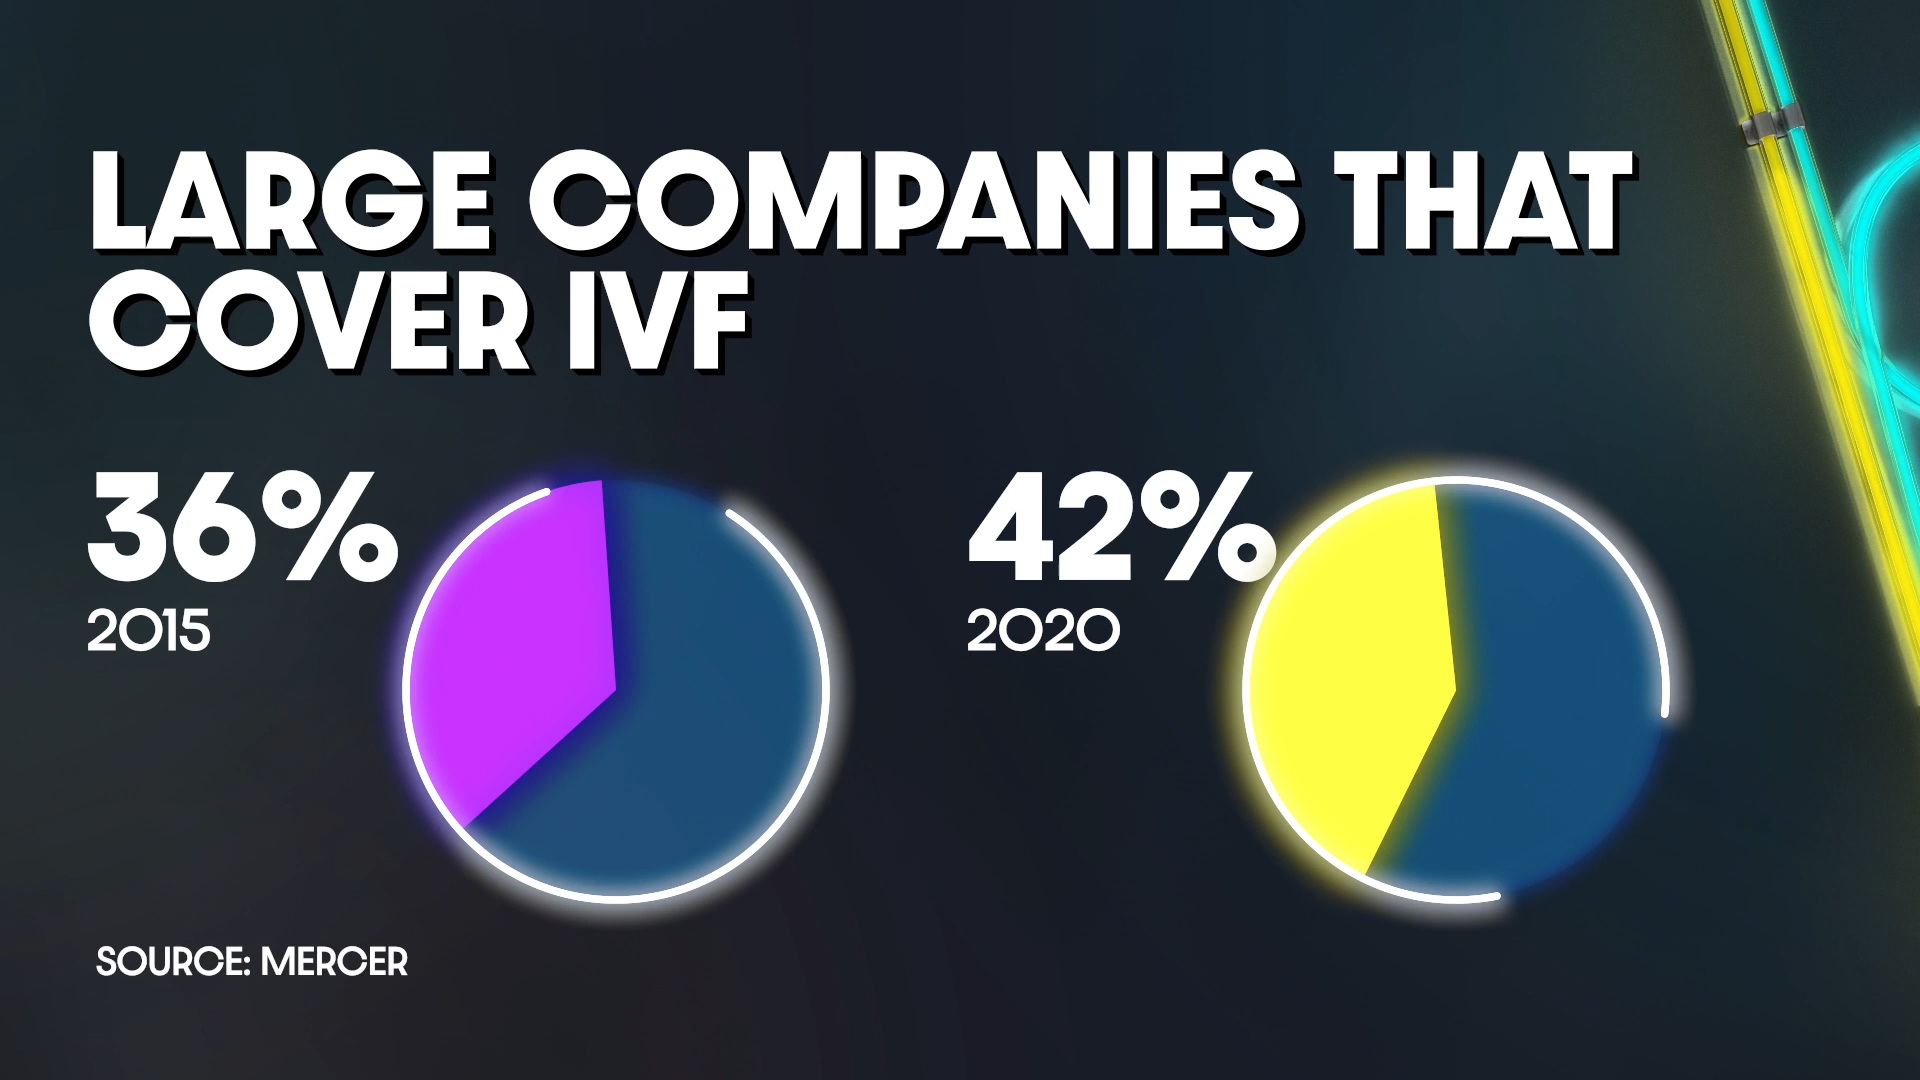 LARGE COMPANIES THAT
COVER IVF
36%
2015
42%
2020
SOURCE: MERCER